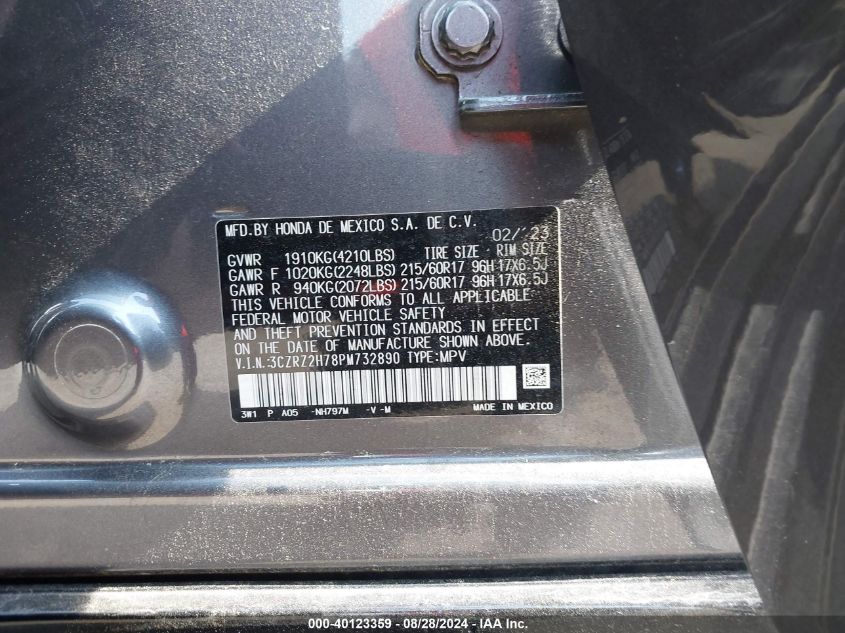 MFD.BY HONDA DE MEXICO S.A. DE C.V.
02/'23
GVWR 1910KG(4210LBS) TIRE SIZE - RIM SIZE
GAWR F 1020KG(2248LBS) 215/60R17 96H 17X6.5J
GAWR R 940KG(2072LBS) 215/60R17 96H 17X6.5J
THIS VEHICLE CONFORMS TO ALL APPLICABLE
FEDERAL MOTOR VEHICLE SAFETY
AND THEFT PREVENTION STANDARDS IN EFFECT
ON THE DATE OF MANUFACTURE SHOWN ABOVE.
V.I.N.:3CZRZ2H78PM732890 TYPE:MPV
3W1 P A05 -NH797M -V -M MADE IN MEXICO
000-40123359 - 08/28/2024 - IAA Inc.